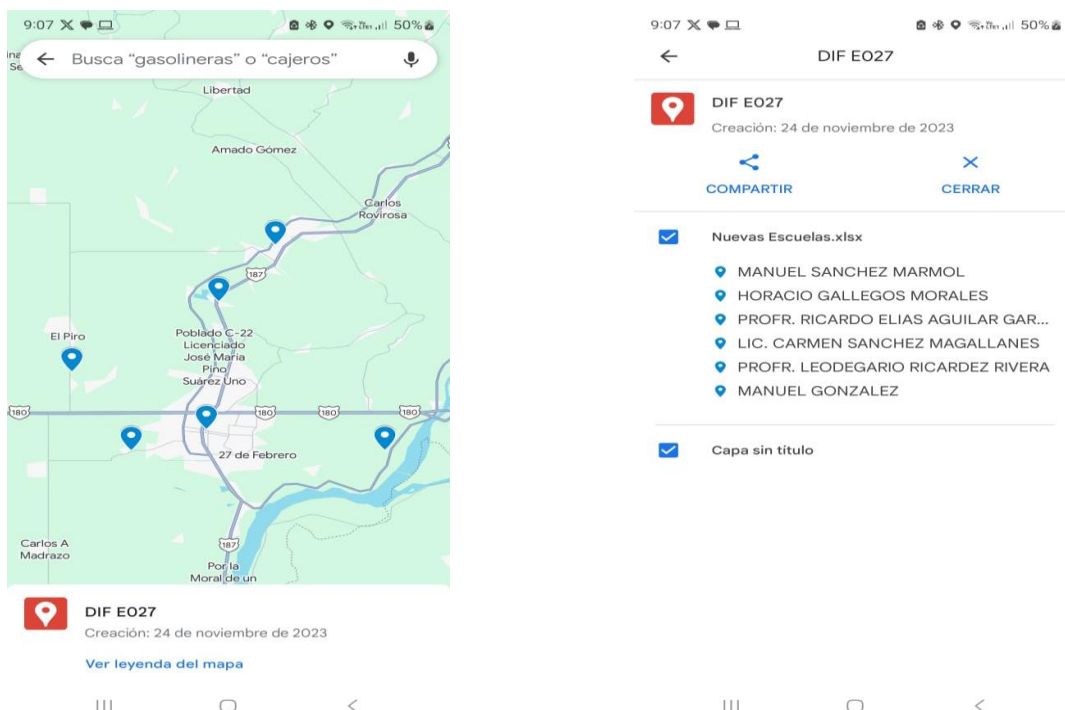 9:07
50%
Busca “gasolineras” o “cajeros”
Libertad
Amado Gómez
Carlos
Rovirosa
187
El Piro
Poblado C-22
Licenciado
José María
Pino
Suárez Uno
180
180
180
180
27 de Febrero
Carlos A
Madrazo
187
Por la
Moral de un
DIF E027
Creación: 24 de noviembre de 2023
Ver leyenda del mapa
9:07
50%
DIF E027
DIF E027
Creación: 24 de noviembre de 2023
COMPARTIR
CERRAR
Nuevas Escuelas.xlsx
MANUEL SANCHEZ MARMOL
HORACIO GALLEGOS MORALES
PROFR. RICARDO ELIAS AGUILAR GAR...
LIC. CARMEN SANCHEZ MAGALLANES
PROFR. LEODEGARIO RICARDEZ RIVERA
MANUEL GONZALEZ
Capa sin título